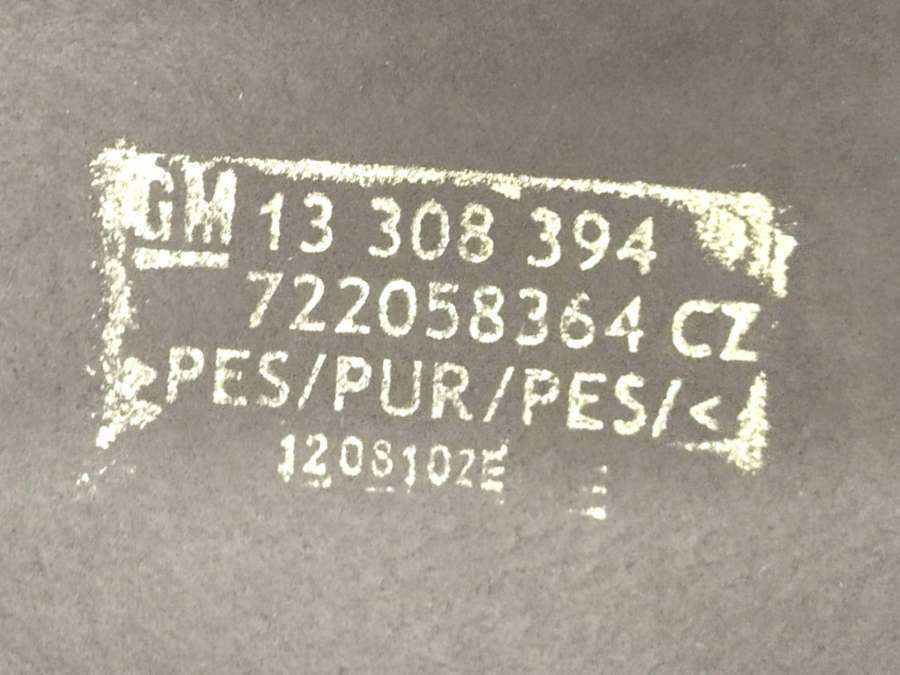 GM 13 308 394
722058364 CZ
>PES/PUR/PES/<
1208102E